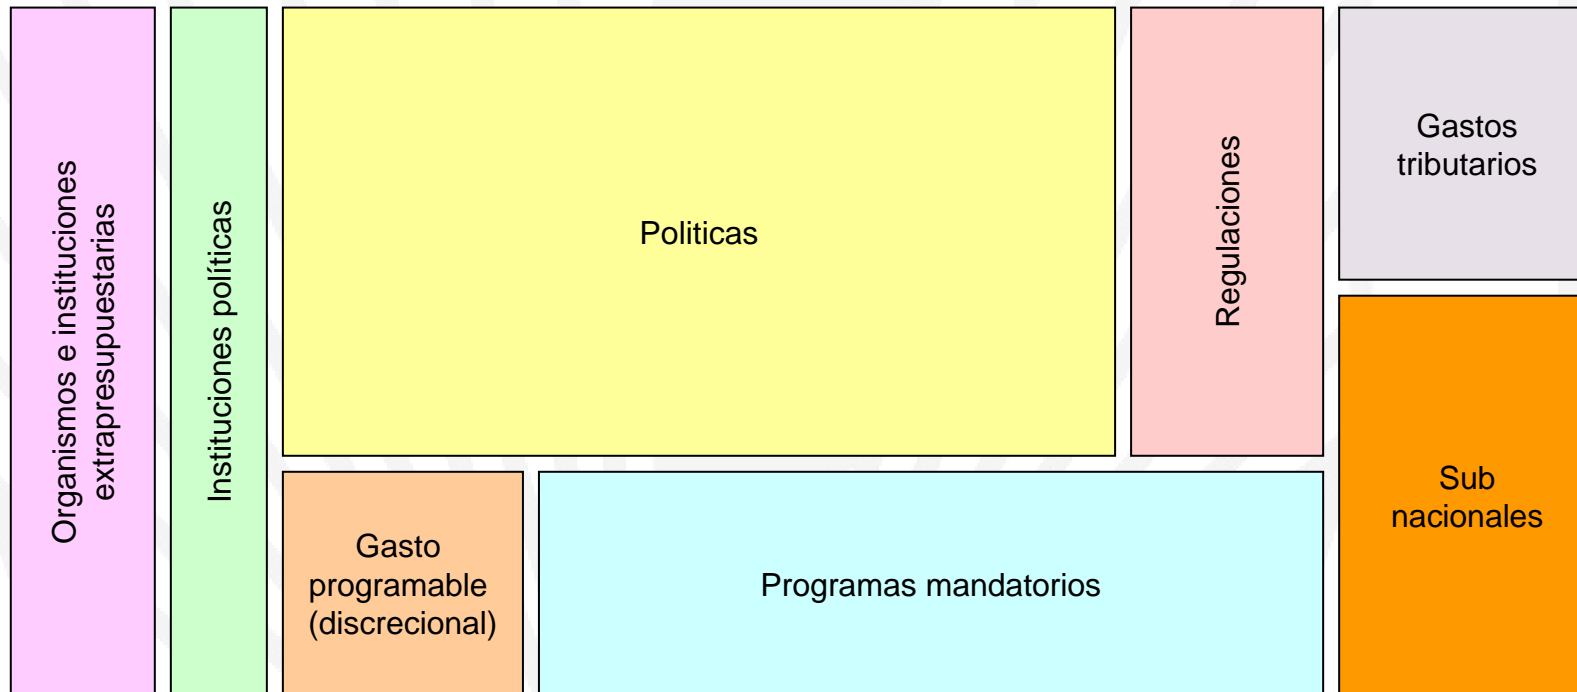 Organismos e instituciones
extrapresupuestarias
Instituciones políticas
Politicas
Regulaciones
Gastos
tributarios
Gasto
programable
(discrecional)
Programas mandatorios
Sub
nacionales